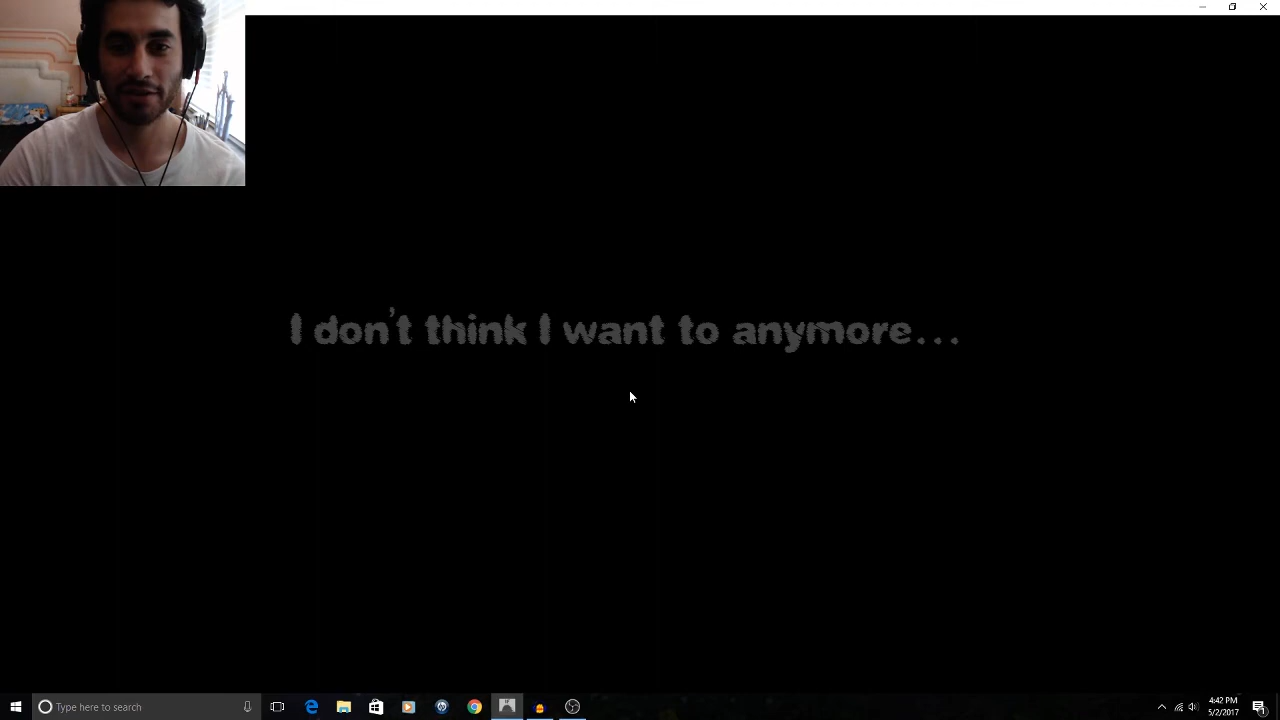 I don't think I want to anymore...
Type here to search
4:42 PM
5/2/2017